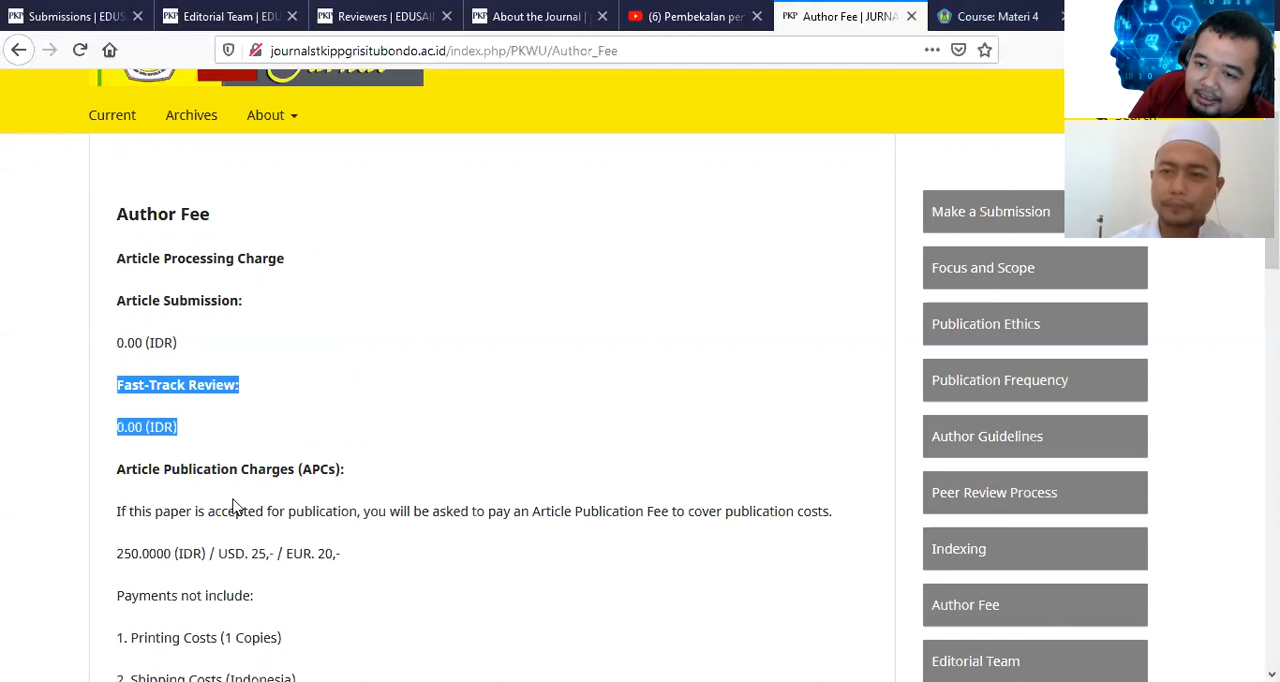 Submissions | EDUS
Editorial Team | EDU
Reviewers | EDUSAI
About the Journal |
(6) Pembekalan per
Author Fee | JURNA
Course: Materi 4
journalstkippgrisitubondo.ac.id/index.php/PKWU/Author_Fee
Current
Archives
About
Author Fee
Article Processing Charge
Article Submission:
0.00 (IDR)
Fast-Track Review:
0.00 (IDR)
Article Publication Charges (APCs):
If this paper is accepted for publication, you will be asked to pay an Article Publication Fee to cover publication costs.
250.0000 (IDR) / USD. 25,- / EUR. 20,-
Payments not include:
1. Printing Costs (1 Copies)
2. Shipping Costs (Indonesia)
Make a Submission
Focus and Scope
Publication Ethics
Publication Frequency
Author Guidelines
Peer Review Process
Indexing
Author Fee
Editorial Team